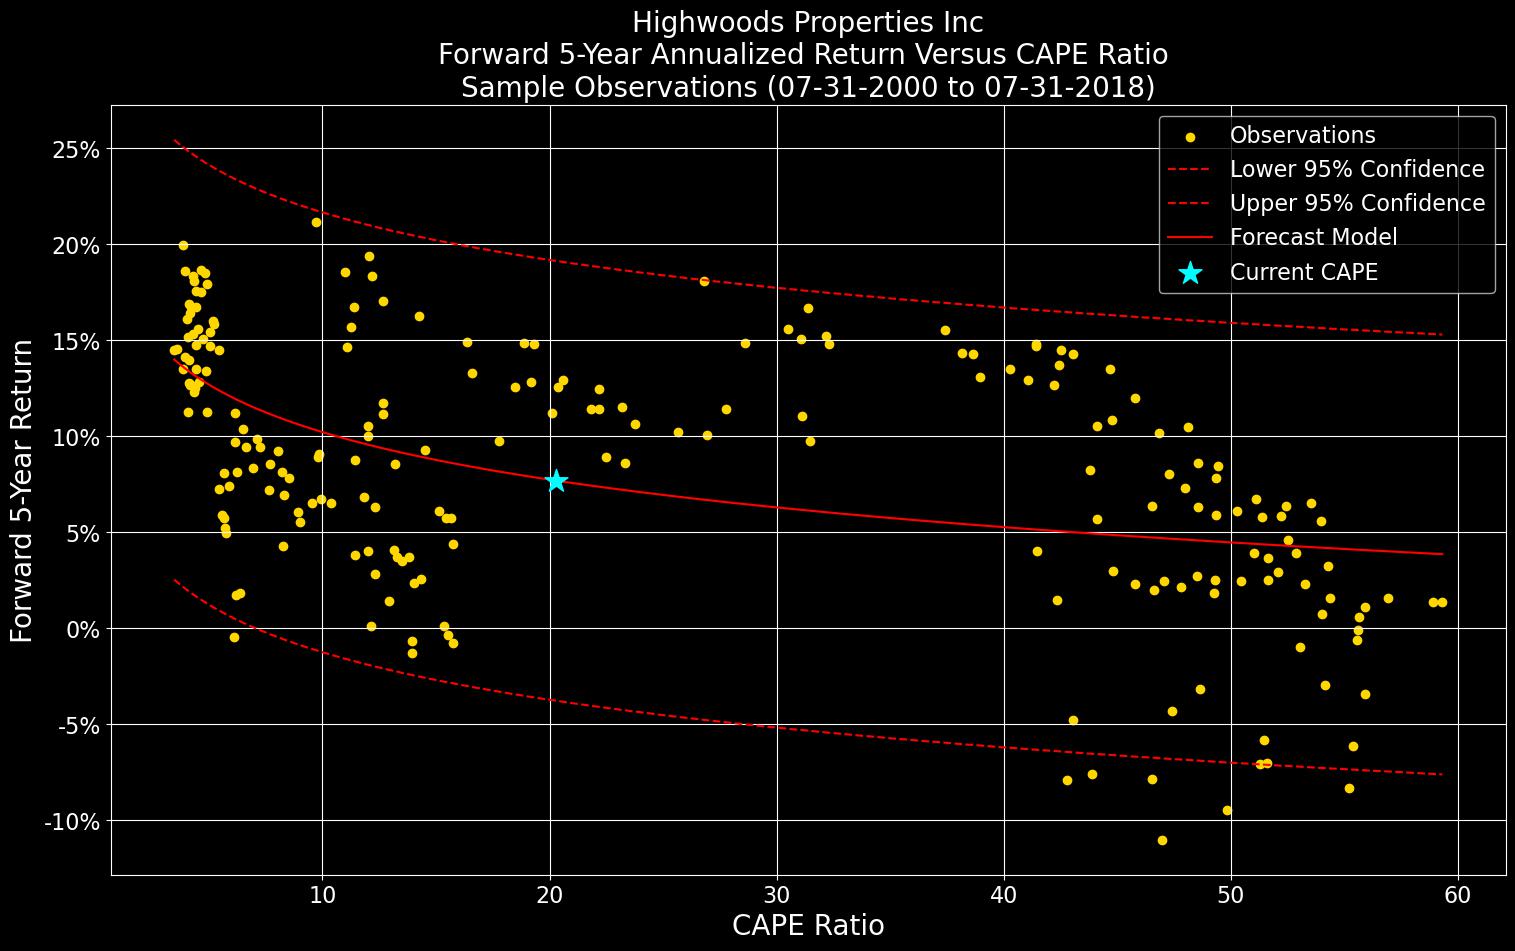 Highwoods Properties Inc
Forward 5-Year Annualized Return Versus CAPE Ratio
Sample Observations (07-31-2000 to 07-31-2018)
Observations
Lower 95% Confidence
Upper 95% Confidence
Forecast Model
Current CAPE
Forward 5-Year Return
25%
20%
15%
10%
5%
0%
-5%
-10%
10 20 30 40 50 60
CAPE Ratio